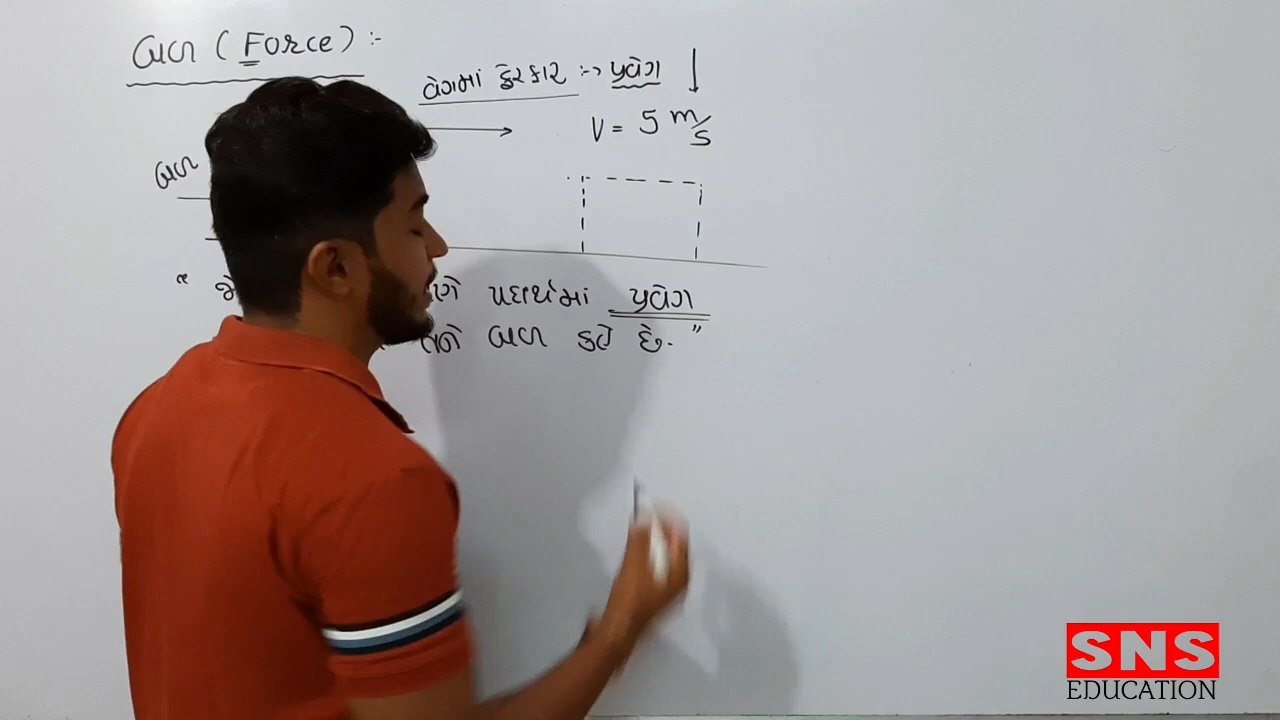 બળ ( Force ) :-
વેગમાં ફેરફાર :-> પ્રવેગ ↓
V = 5 m/s
બળ
" જે
પદાર્થમાં પ્રવેગ
તેને બળ કહે છે. "
SNS
EDUCATION